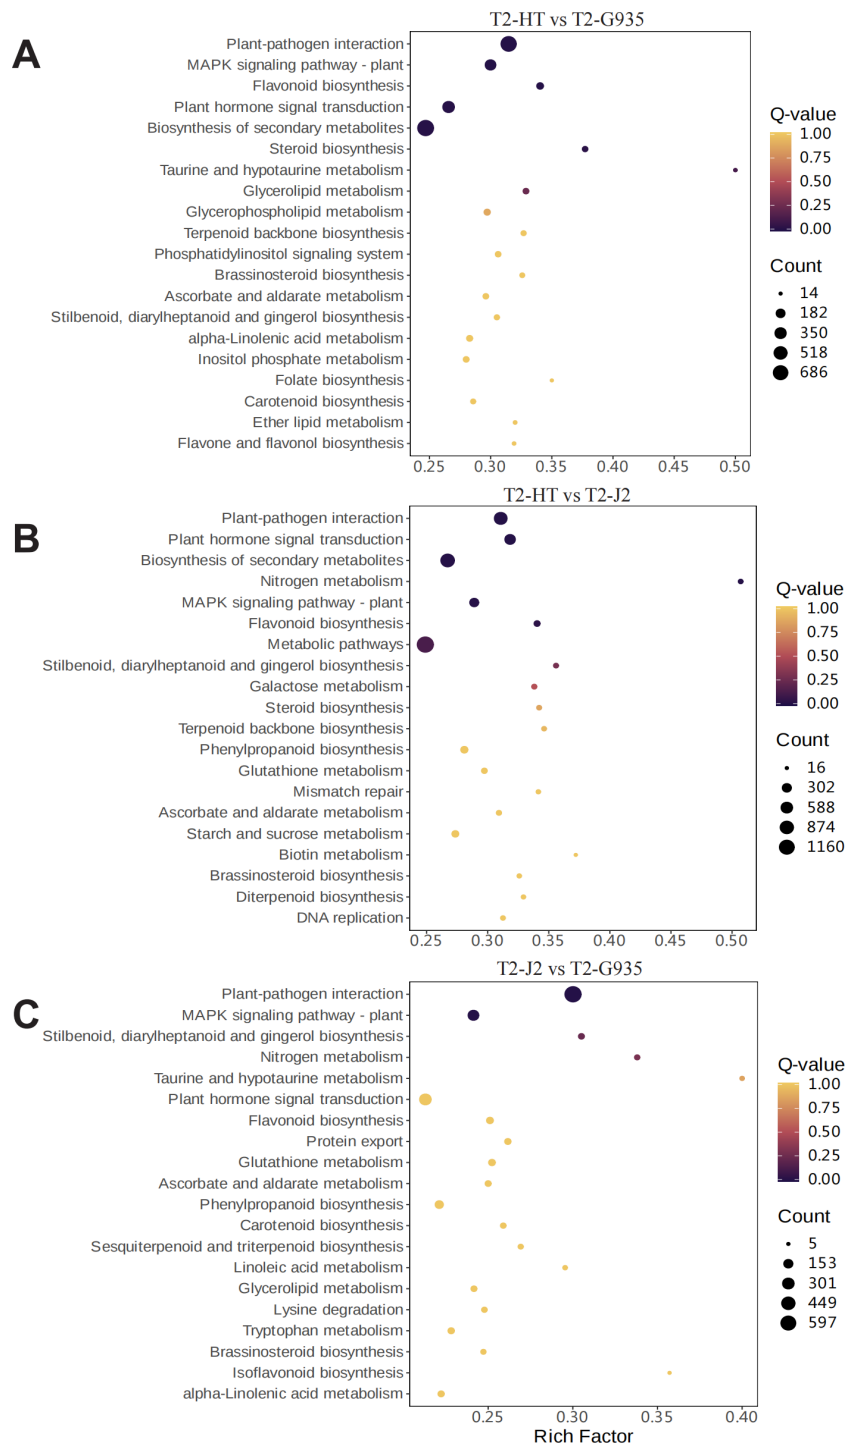 T2-HT vs T2-G935
A
Plant-pathogen interaction
MAPK signaling pathway - plant
Flavonoid biosynthesis
Plant hormone signal transduction
Biosynthesis of secondary metabolites
Steroid biosynthesis
Taurine and hypotaurine metabolism
Glycerolipid metabolism
Glycerophospholipid metabolism
Terpenoid backbone biosynthesis
Phosphatidylinositol signaling system
Brassinosteroid biosynthesis
Ascorbate and aldarate metabolism
Stilbenoid, diarylheptanoid and gingerol biosynthesis
alpha-Linolenic acid metabolism
Inositol phosphate metabolism
Folate biosynthesis
Carotenoid biosynthesis
Ether lipid metabolism
Flavone and flavonol biosynthesis
0.25 0.30 0.35 0.40 0.45 0.50
Q-value
1.00
0.75
0.50
0.25
0.00
Count
14
182
350
518
686
T2-HT vs T2-J2
B
Plant-pathogen interaction
Plant hormone signal transduction
Biosynthesis of secondary metabolites
Nitrogen metabolism
MAPK signaling pathway - plant
Flavonoid biosynthesis
Metabolic pathways
Stilbenoid, diarylheptanoid and gingerol biosynthesis
Galactose metabolism
Steroid biosynthesis
Terpenoid backbone biosynthesis
Phenylpropanoid biosynthesis
Glutathione metabolism
Mismatch repair
Ascorbate and aldarate metabolism
Starch and sucrose metabolism
Biotin metabolism
Brassinosteroid biosynthesis
Diterpenoid biosynthesis
DNA replication
0.25 0.30 0.35 0.40 0.45 0.50
Q-value
1.00
0.75
0.50
0.25
0.00
Count
16
302
588
874
1160
T2-J2 vs T2-G935
C
Plant-pathogen interaction
MAPK signaling pathway - plant
Stilbenoid, diarylheptanoid and gingerol biosynthesis
Nitrogen metabolism
Taurine and hypotaurine metabolism
Plant hormone signal transduction
Flavonoid biosynthesis
Protein export
Glutathione metabolism
Ascorbate and aldarate metabolism
Phenylpropanoid biosynthesis
Carotenoid biosynthesis
Sesquiterpenoid and triterpenoid biosynthesis
Linoleic acid metabolism
Glycerolipid metabolism
Lysine degradation
Tryptophan metabolism
Brassinosteroid biosynthesis
Isoflavonoid biosynthesis
alpha-Linolenic acid metabolism
0.25 0.30 0.35 0.40
Rich Factor
Q-value
1.00
0.75
0.50
0.25
0.00
Count
5
153
301
449
597